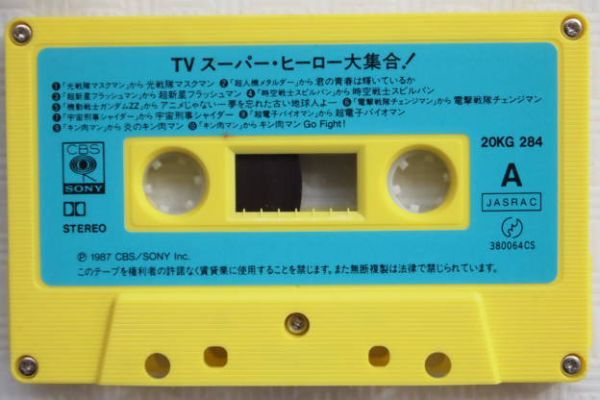 TV スーパー・ヒーロー大集合!
❶「光戦隊マスクマン」から 光戦隊マスクマン ❷「超人機メタルダー」から 君の青春は輝いているか
❸「超新星フラッシュマン」から 超新星フラッシュマン ❹「時空戦士スピルバン」から 時空戦士スピルバン
❺「機動戦士ガンダムZZ」から アニメじゃない―夢を忘れた古い地球人よ― ❻「電撃戦隊チェンジマン」から 電撃戦隊チェンジマン
❼「宇宙刑事シャイダー」から 宇宙刑事シャイダー ❽「超電子バイオマン」から 超電子バイオマン
❾「キン肉マン」から 炎のキン肉マン ❿「キン肉マン」から キン肉マン Go Fight!
CBS
SONY
20KG 284
A
JASRAC
STEREO
380064CS
Ⓟ 1987 CBS/SONY Inc.
このテープを権利者の許諾なく賃貸業に使用することを禁じます。また無断複製は法律で禁じられています。